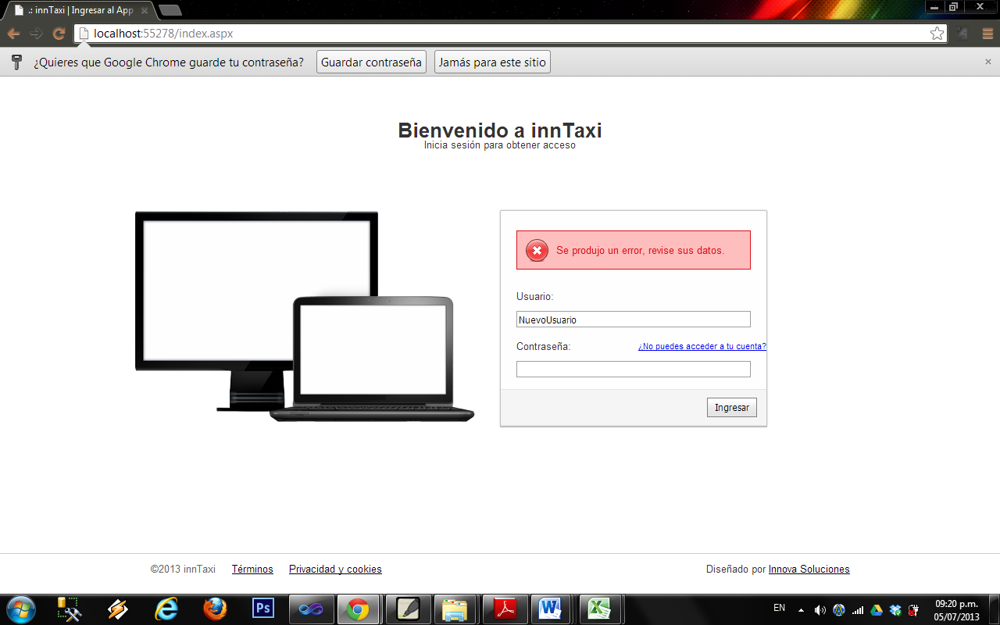 .: innTaxi | Ingresar al App
localhost:55278/index.aspx
¿Quieres que Google Chrome guarde tu contraseña? Guardar contraseña Jamás para este sitio
Bienvenido a innTaxi
Inicia sesión para obtener acceso
Se produjo un error, revise sus datos.
Usuario:
NuevoUsuario
Contraseña: ¿No puedes acceder a tu cuenta?
Ingresar
©2013 innTaxi Términos Privacidad y cookies Diseñado por Innova Soluciones
Ps
EN
09:20 p.m.
05/07/2013